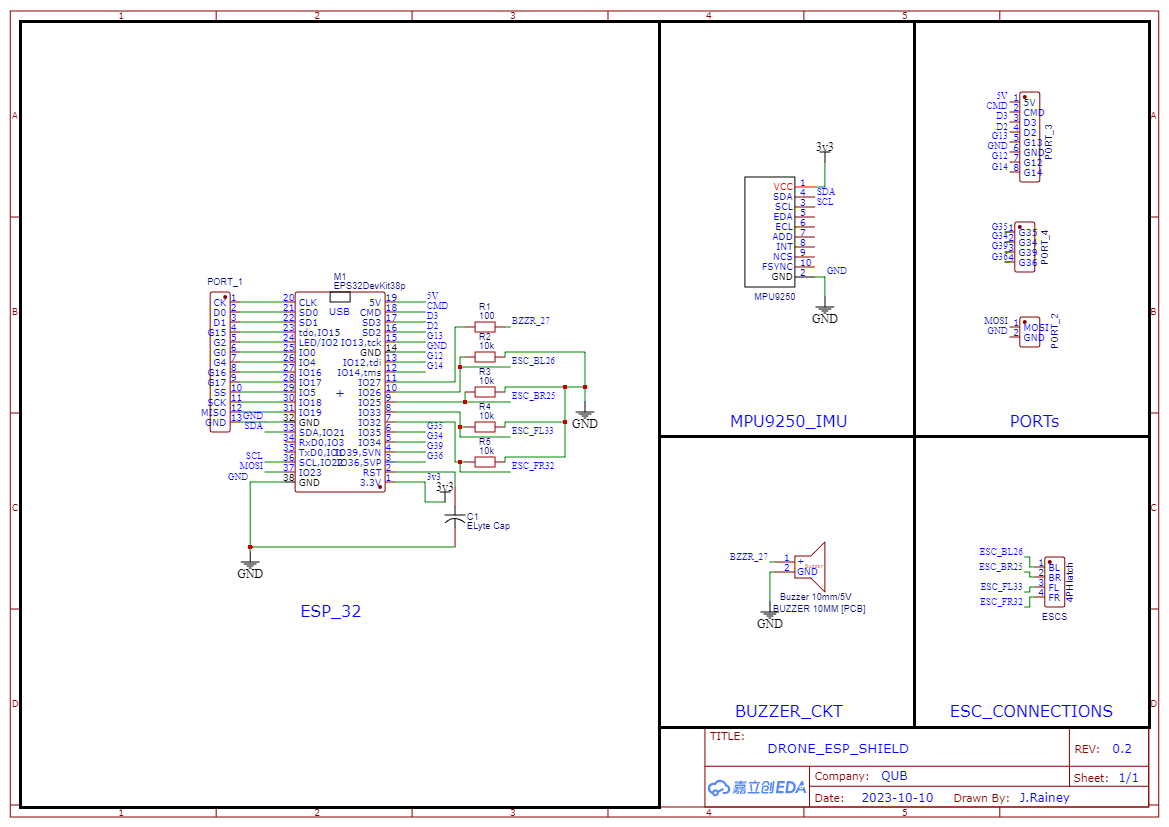 1 2 3 4 5
A A
B B
C C
D D
1 2 3 4 5
PORT_1
CK 1
D0 2
D1 3
G15 4
G2 5
G0 6
G4 7
G16 8
G17 9
SS 10
SCK 11
MISO 12
GND 13
M1
EPS32DevKit38p
USB
20 CLK
21 SD0
22 SD1
23 tdo,IO15
24 LED/IO2
25 IO0
26 IO4
27 IO16
28 IO17
29 IO5
30 IO18
31 IO19
32 GND
33 SDA,IO21
34 RxD0,IO3
35 TxD0,IO1
36 SCL,IO22
37 IO23
38 GND
5V 19
CMD 18
SD3 17
SD2 16
IO13,tck 15
GND 14
IO12,tdi 13
IO14,tms 12
IO27 11
IO26 10
IO25 9
IO33 8
IO32 7
IO35 6
IO34 5
IO39,SVN 4
IO36,SVP 3
RST 2
3.3V 1
+
GND
SDA
SCL
MOSI
GND
5V
CMD
D3
D2
G13
GND
G12
G14
G35
G34
G39
G36
3v3
3v3
R1
100
BZZR_27
R2
10k
ESC_BL26
R3
10k
ESC_BR25
R4
10k
ESC_FL33
R5
10k
ESC_FR32
GND
C1
ELyte Cap
GND
ESP_32
3v3
VCC 1
SDA 4
SCL 3
EDA 5
ECL 6
ADD 7
INT 8
NCS 9
FSYNC 10
GND 2
SDA
SCL
GND
MPU9250
GND
MPU9250_IMU
5V 1 5V
CMD 2 CMD
D3 3 D3
D2 4 D2
G13 5 G13
GND 6 GND
G12 7 G12
G14 8 G14
PORT_3
G35 1 G35
G34 2 G34
G39 3 G39
G36 4 G36
PORT_4
MOSI 1 MOSI
GND 2 GND
PORT_2
PORTs
BZZR_27
1 +
2 GND
Buzzer
Buzzer 10mm/5V
BUZZER 10MM [PCB]
GND
BUZZER_CKT
ESC_BL26 1 BL
ESC_BR25 2 BR
ESC_FL33 3 FL
ESC_FR32 4 FR
4PH latch
ESCS
ESC_CONNECTIONS
TITLE:
DRONE_ESP_SHIELD
REV: 0.2
嘉立创EDA
Company: QUB
Sheet: 1/1
Date: 2023-10-10 Drawn By: J.Rainey